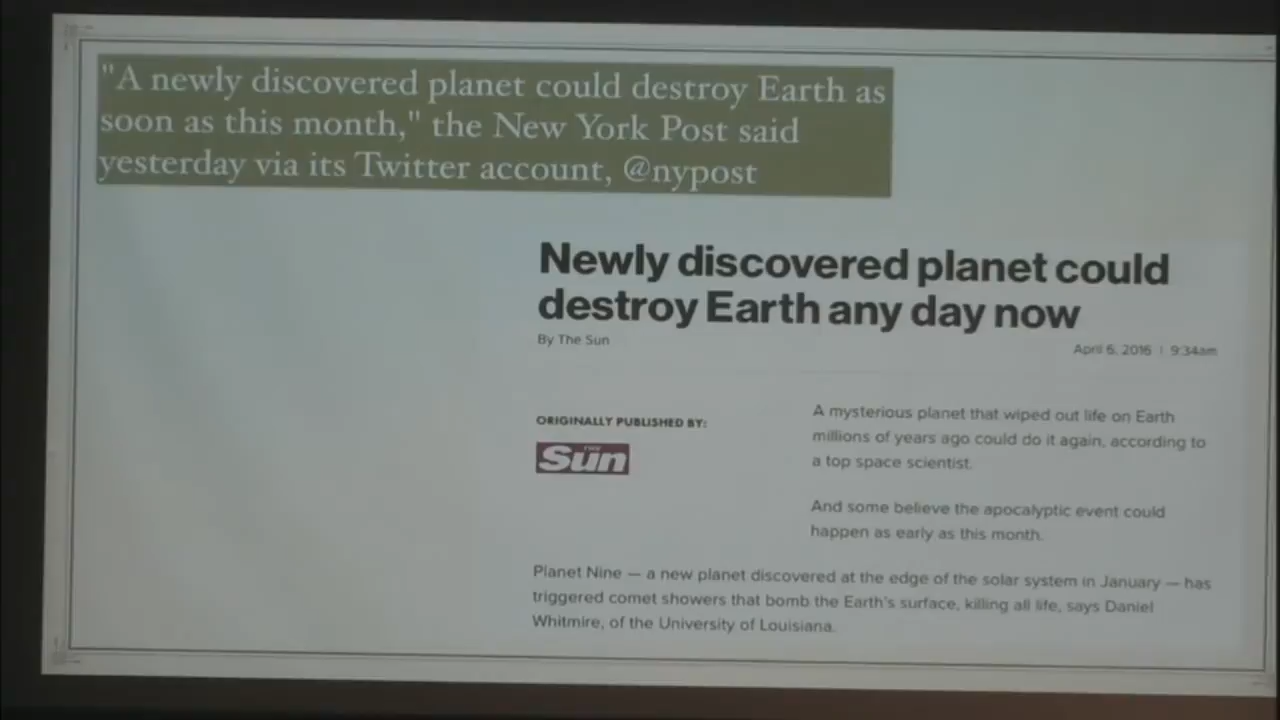 "A newly discovered planet could destroy Earth as
soon as this month," the New York Post said
yesterday via its Twitter account, @nypost
Newly discovered planet could
destroy Earth any day now
By The Sun
April 6, 2016 | 9:34am
ORIGINALLY PUBLISHED BY:
THE
Sun
A mysterious planet that wiped out life on Earth
millions of years ago could do it again, according to
a top space scientist.
And some believe the apocalyptic event could
happen as early as this month.
Planet Nine — a new planet discovered at the edge of the solar system in January — has
triggered comet showers that bomb the Earth's surface, killing all life, says Daniel
Whitmire, of the University of Louisiana.